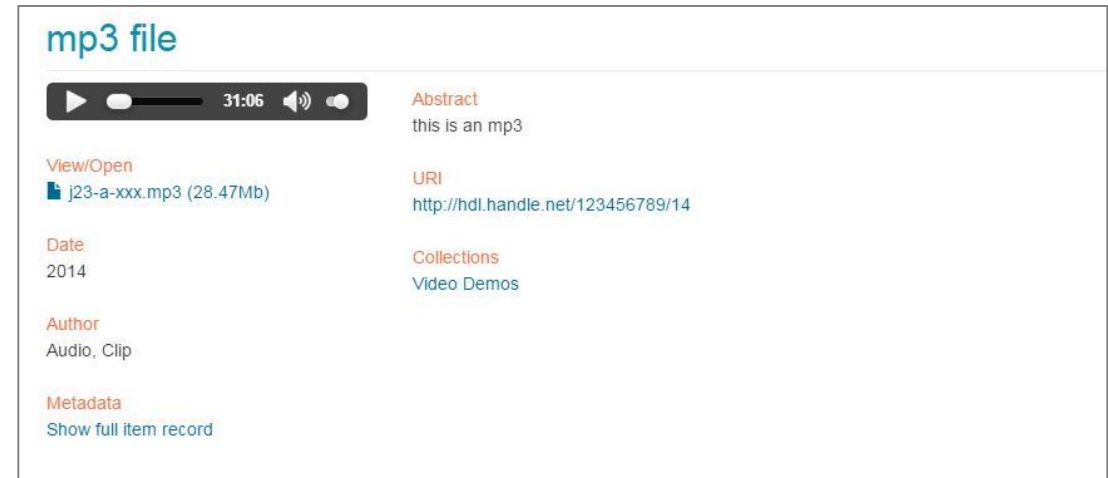 mp3 file
31:06
View/Open
j23-a-xxx.mp3 (28.47Mb)
Date
2014
Author
Audio, Clip
Metadata
Show full item record
Abstract
this is an mp3
URI
http://hdl.handle.net/123456789/14
Collections
Video Demos